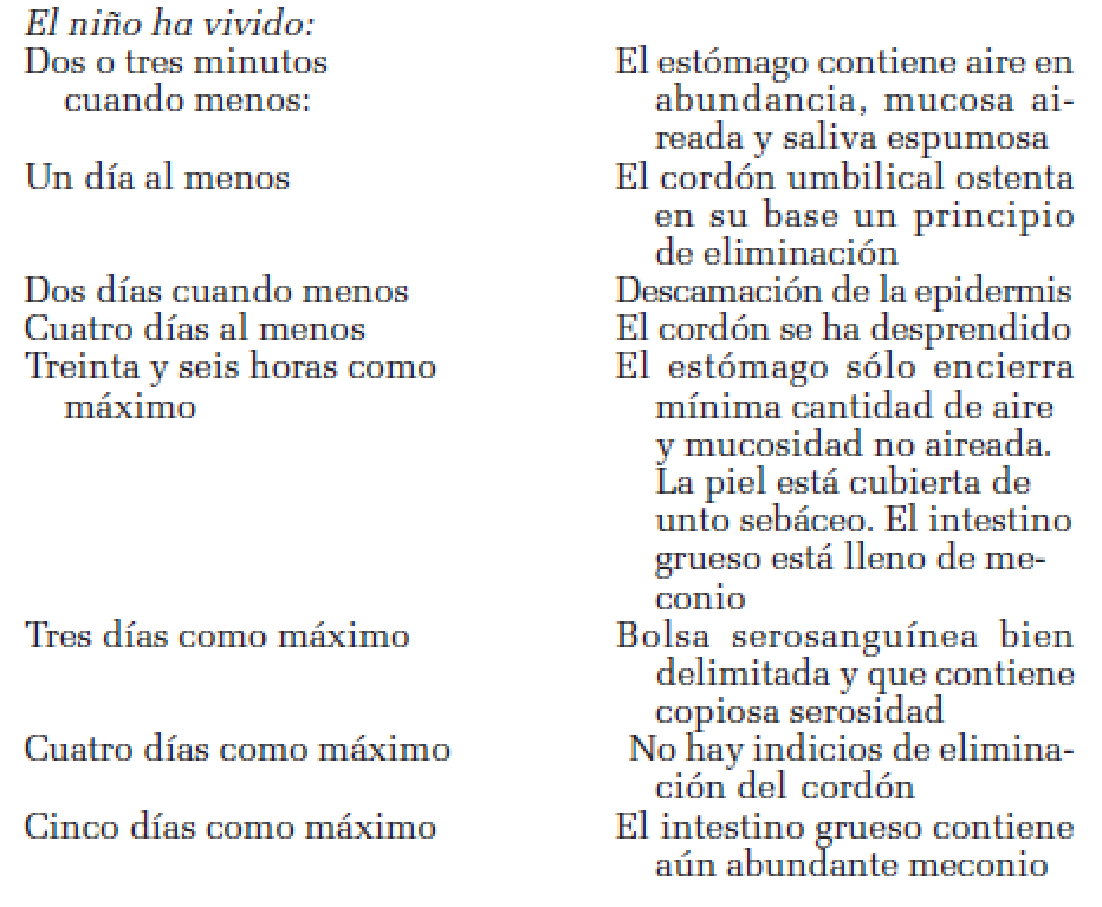 El niño ha vivido:
Dos o tres minutos
cuando menos:
El estómago contiene aire en
abundancia, mucosa ai-
reada y saliva espumosa
Un día al menos
El cordón umbilical ostenta
en su base un principio
de eliminación
Dos días cuando menos
Descamación de la epidermis
Cuatro días al menos
El cordón se ha desprendido
Treinta y seis horas como
máximo
El estómago sólo encierra
mínima cantidad de aire
y mucosidad no aireada.
La piel está cubierta de
unto sebáceo. El intestino
grueso está lleno de me-
conio
Tres días como máximo
Bolsa serosanguínea bien
delimitada y que contiene
copiosa serosidad
Cuatro días como máximo
No hay indicios de elimina-
ción del cordón
Cinco días como máximo
El intestino grueso contiene
aún abundante meconio